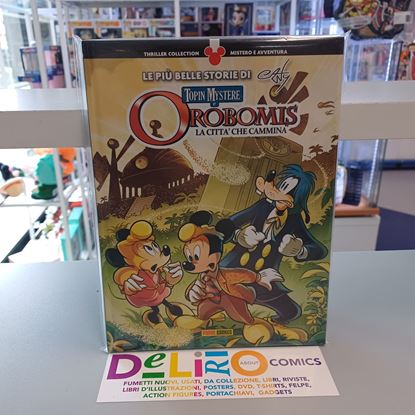 THRILLER COLLECTION MISTERO E AVVENTURA
LE PIÙ BELLE STORIE DI
TOPIN MYSTERE
E
OROBOMIS
LA CITTA' CHE CAMMINA
PANINI COMICS
DELIRIO ABOUT COMICS
FUMETTI NUOVI, USATI, DA COLLEZIONE, LIBRI, RIVISTE,
LIBRI D'ILLUSTRAZIONI, POSTERS, DVD, T-SHIRTS, FELPE,
ACTION FIGURES, PORTACHIAVI, GADGETS